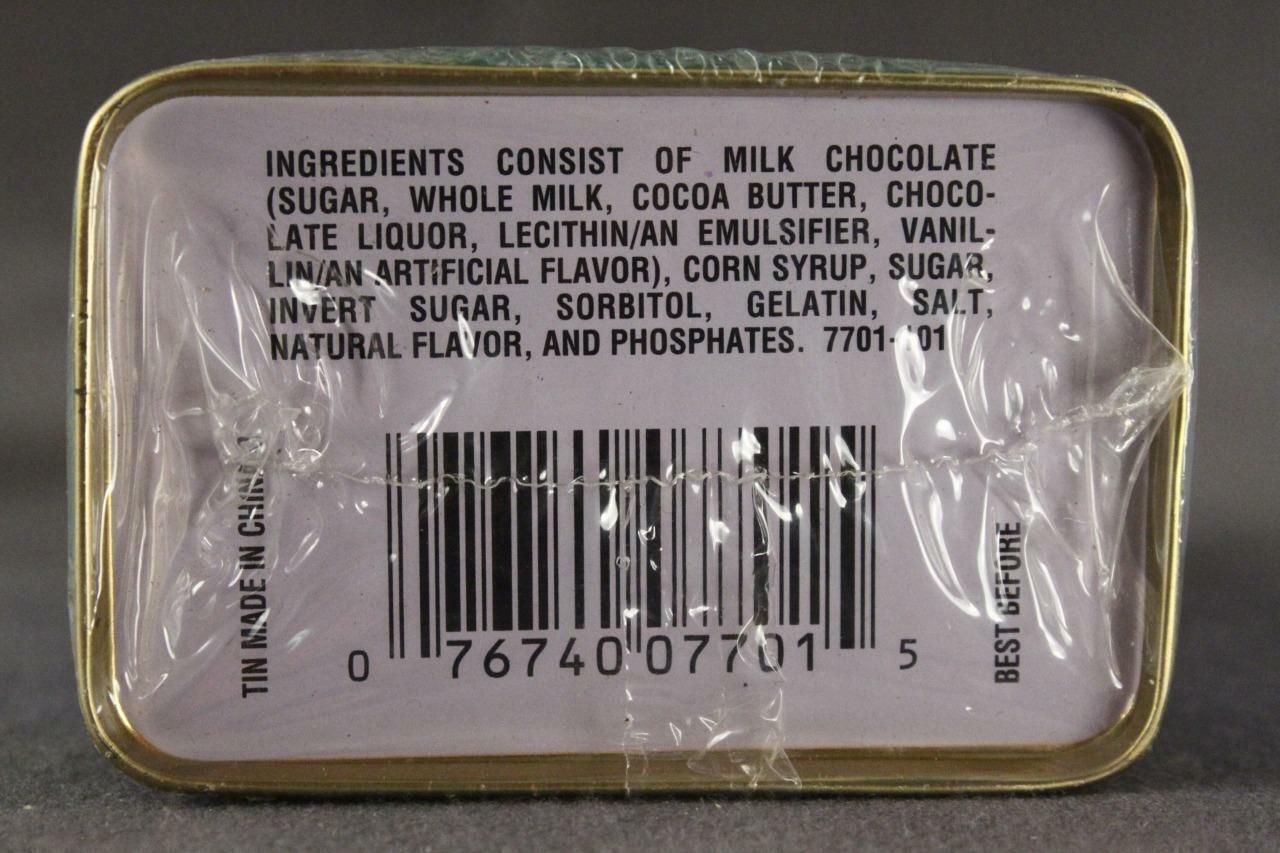 INGREDIENTS CONSIST OF MILK CHOCOLATE
(SUGAR, WHOLE MILK, COCOA BUTTER, CHOCO-
LATE LIQUOR, LECITHIN/AN EMULSIFIER, VANIL-
LIN/AN ARTIFICIAL FLAVOR), CORN SYRUP, SUGAR,
INVERT SUGAR, SORBITOL, GELATIN, SALT,
NATURAL FLAVOR, AND PHOSPHATES. 7701-101
TIN MADE IN CHINA
0 76740 07701 5
BEST BEFORE